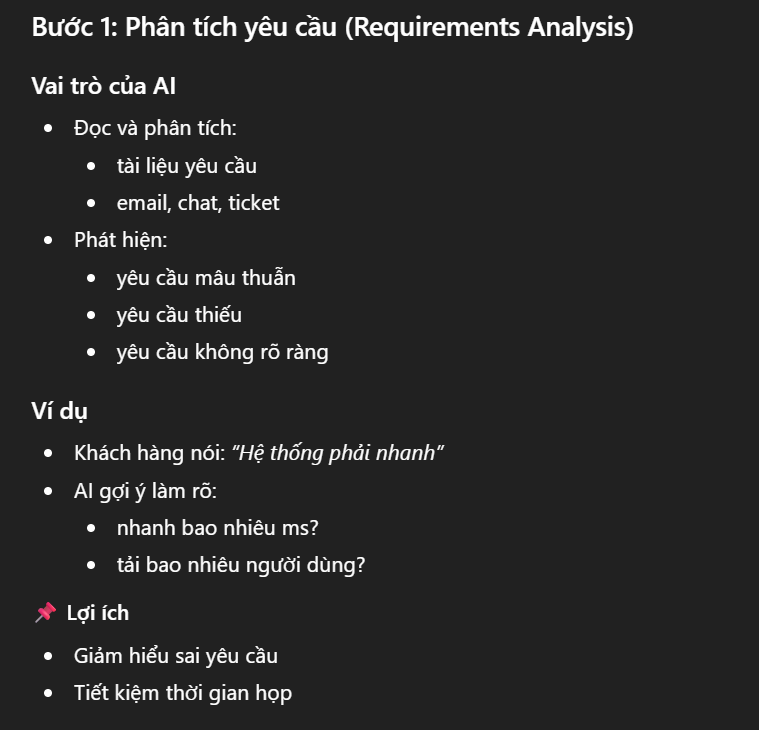 Bước 1: Phân tích yêu cầu (Requirements Analysis)
Vai trò của AI
• Đọc và phân tích:
• tài liệu yêu cầu
• email, chat, ticket
• Phát hiện:
• yêu cầu mâu thuẫn
• yêu cầu thiếu
• yêu cầu không rõ ràng
Ví dụ
• Khách hàng nói: “Hệ thống phải nhanh”
• AI gợi ý làm rõ:
• nhanh bao nhiêu ms?
• tải bao nhiêu người dùng?
📌 Lợi ích
• Giảm hiểu sai yêu cầu
• Tiết kiệm thời gian họp